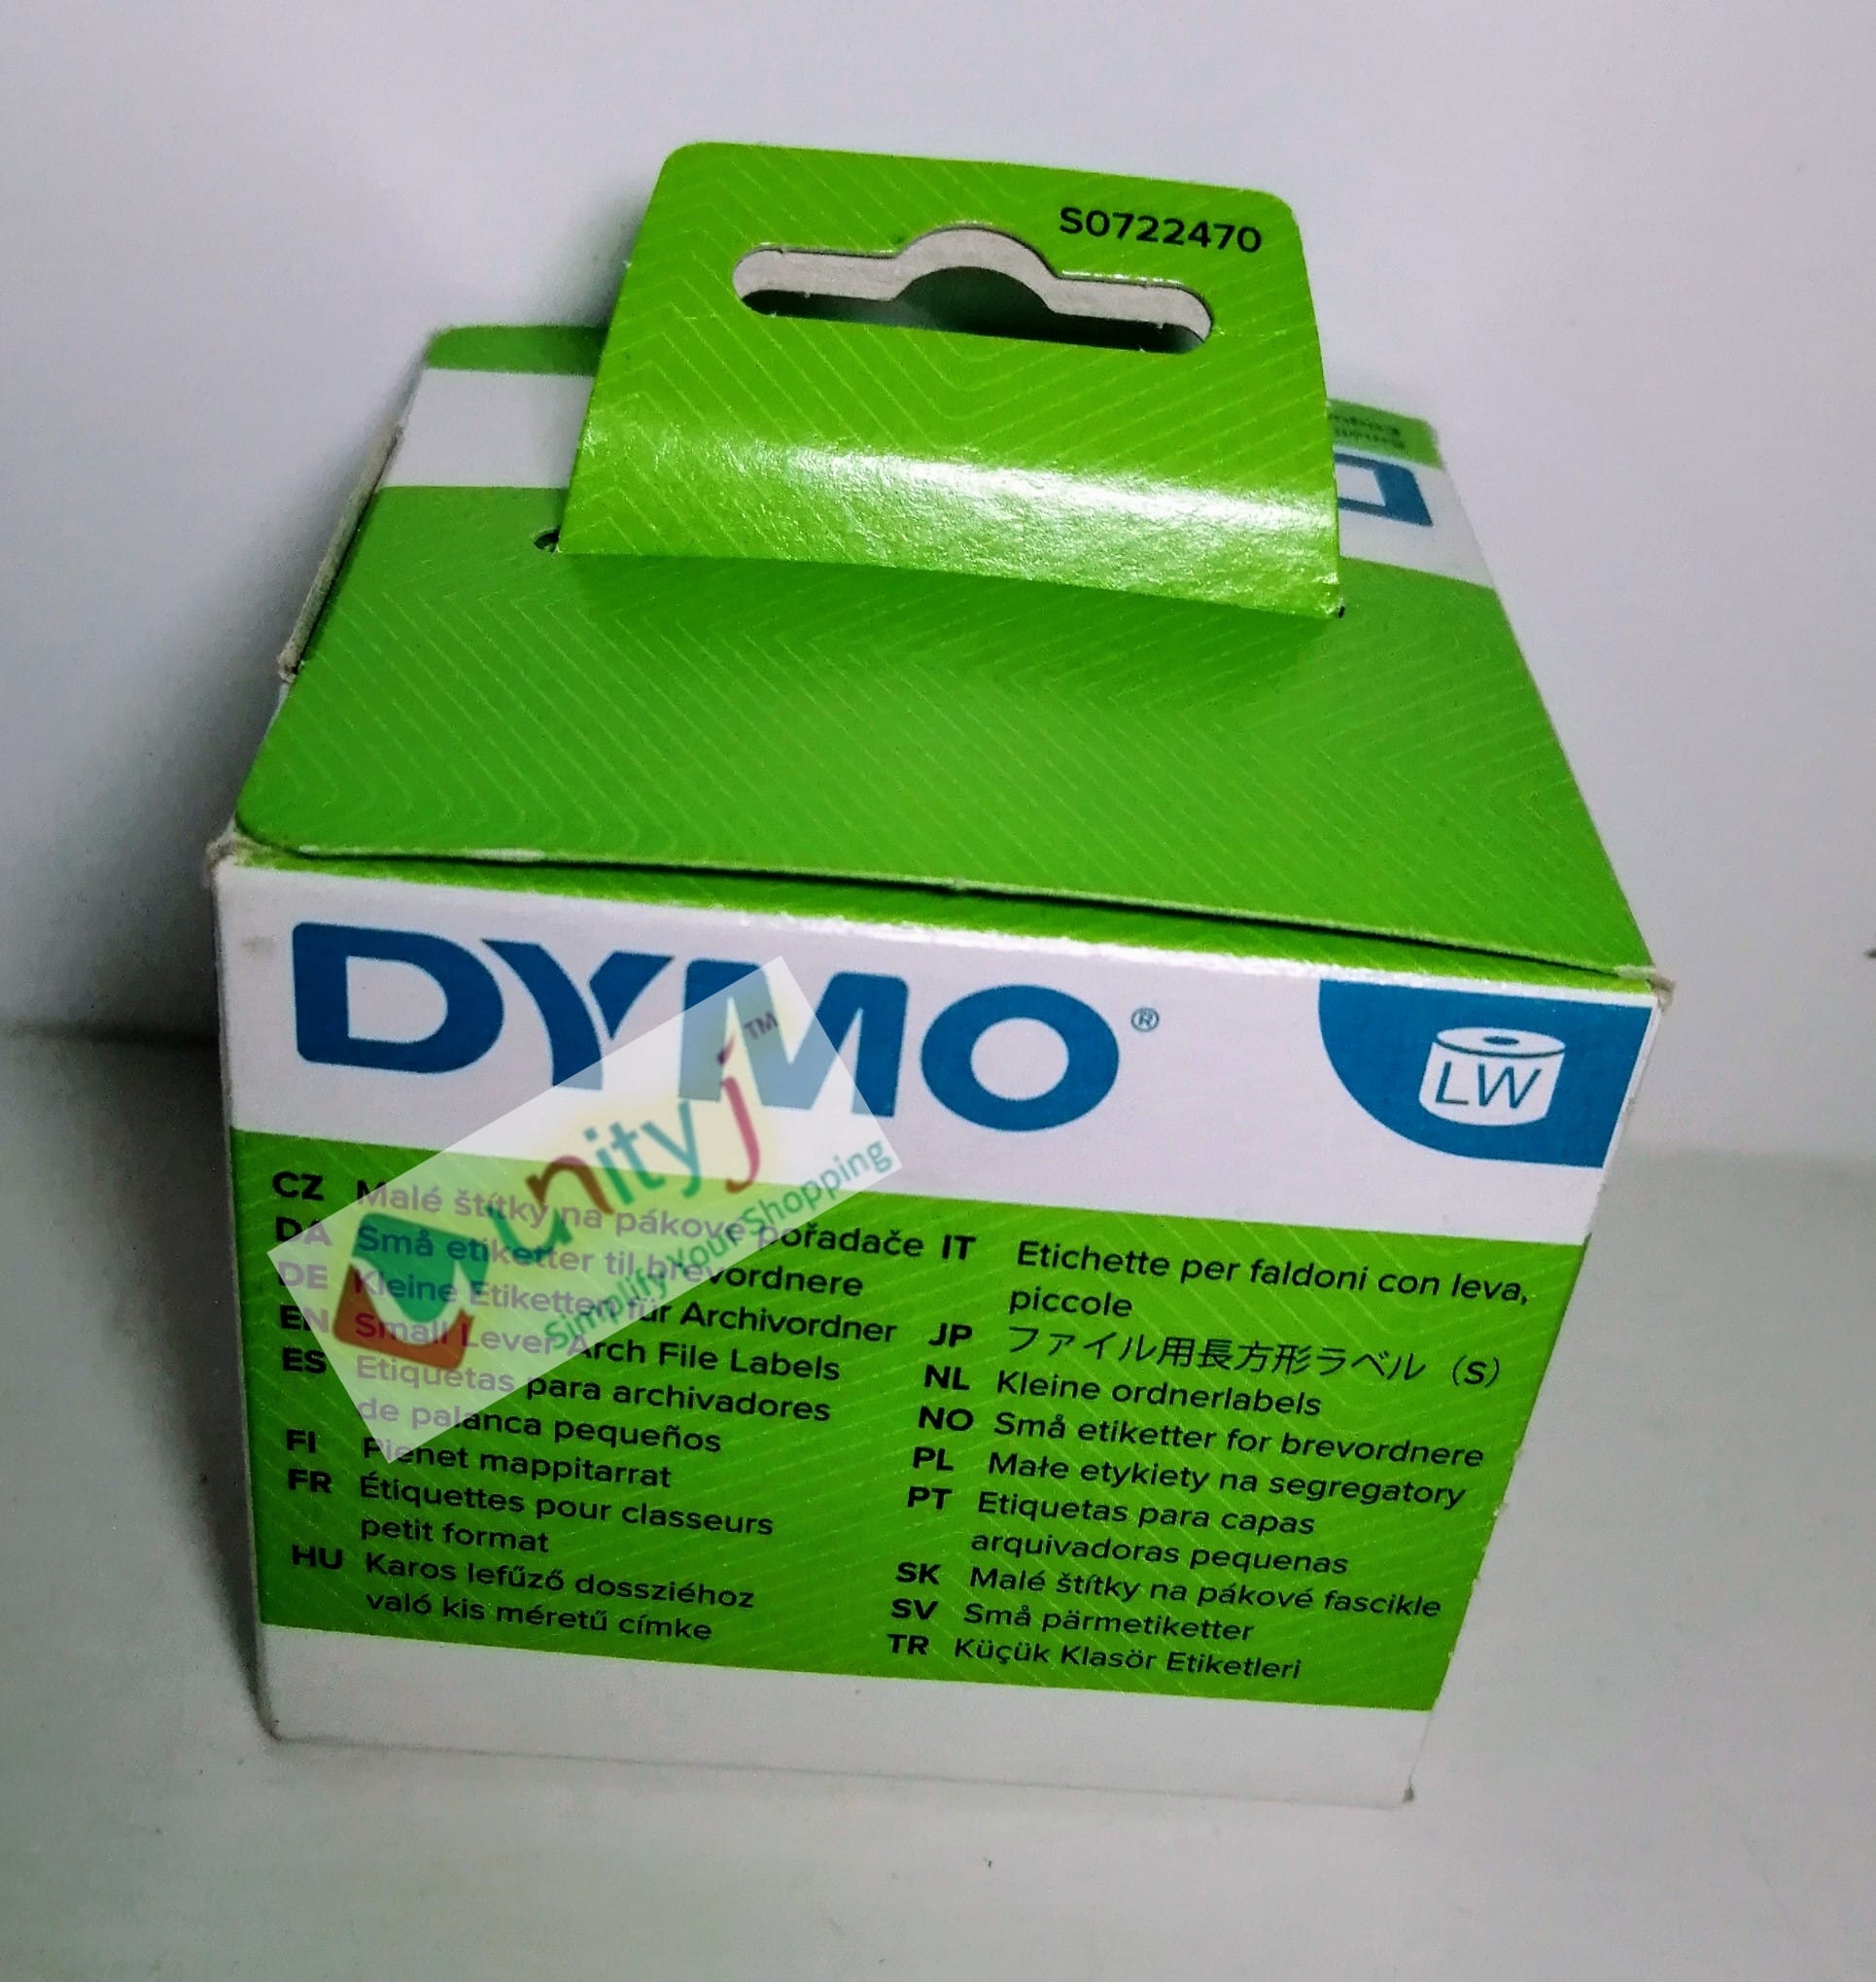 S0722470
DYMO®
LW
unityj™
Simplify Your Shopping
CZ Malé štítky na pákové pořadače
DA Små etiketter til brevordnere
DE Kleine Etiketten für Archivordner
EN Small Lever Arch File Labels
ES Etiquetas para archivadores
de palanca pequeños
FI Pienet mappitarrat
FR Étiquettes pour classeurs
petit format
HU Karos lefűző dossziéhoz
való kis méretű címke
IT Etichette per faldoni con leva,
piccole
JP ファイル用長方形ラベル（S）
NL Kleine ordnerlabels
NO Små etiketter for brevordnere
PL Małe etykiety na segregatory
PT Etiquetas para capas
arquivadoras pequenas
SK Malé štítky na pákové fascikle
SV Små pärmetiketter
TR Küçük Klasör Etiketleri